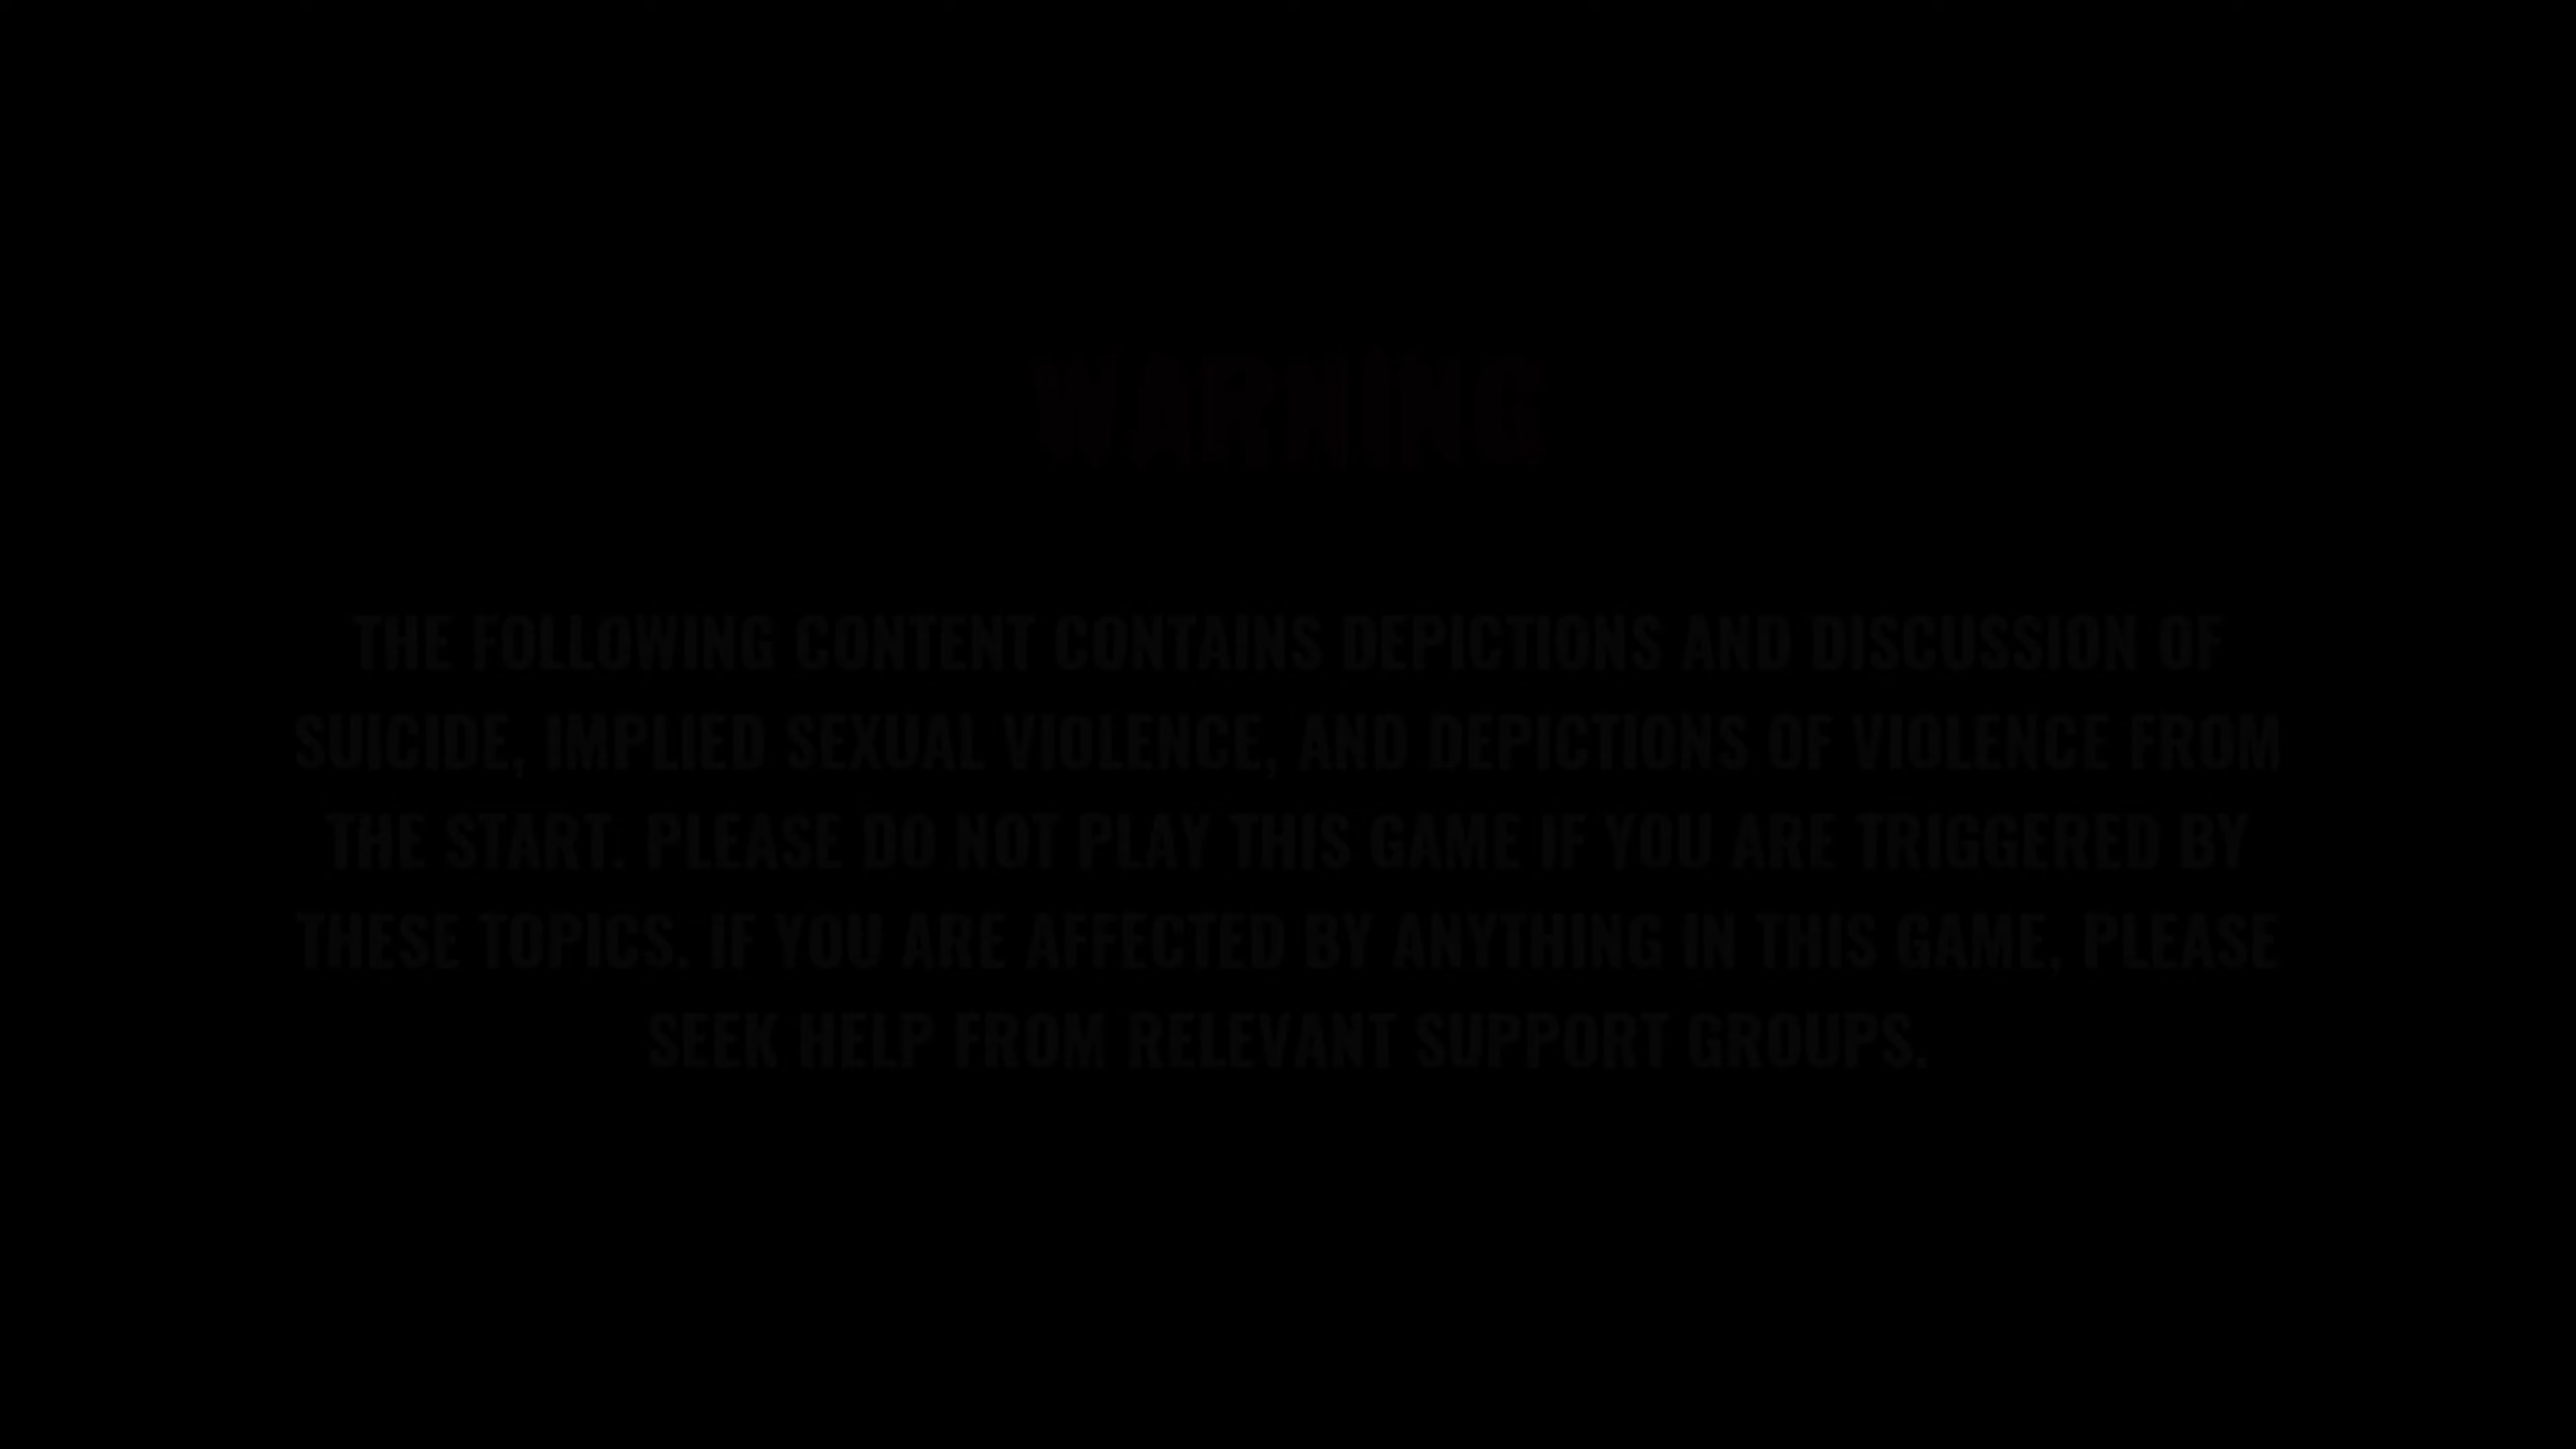 WARNING
THE FOLLOWING CONTENT CONTAINS DEPICTIONS AND DISCUSSION OF
SUICIDE, IMPLIED SEXUAL VIOLENCE, AND DEPICTIONS OF VIOLENCE FROM
THE START. PLEASE DO NOT PLAY THIS GAME IF YOU ARE TRIGGERED BY
THESE TOPICS. IF YOU ARE AFFECTED BY ANYTHING IN THIS GAME, PLEASE
SEEK HELP FROM RELEVANT SUPPORT GROUPS.